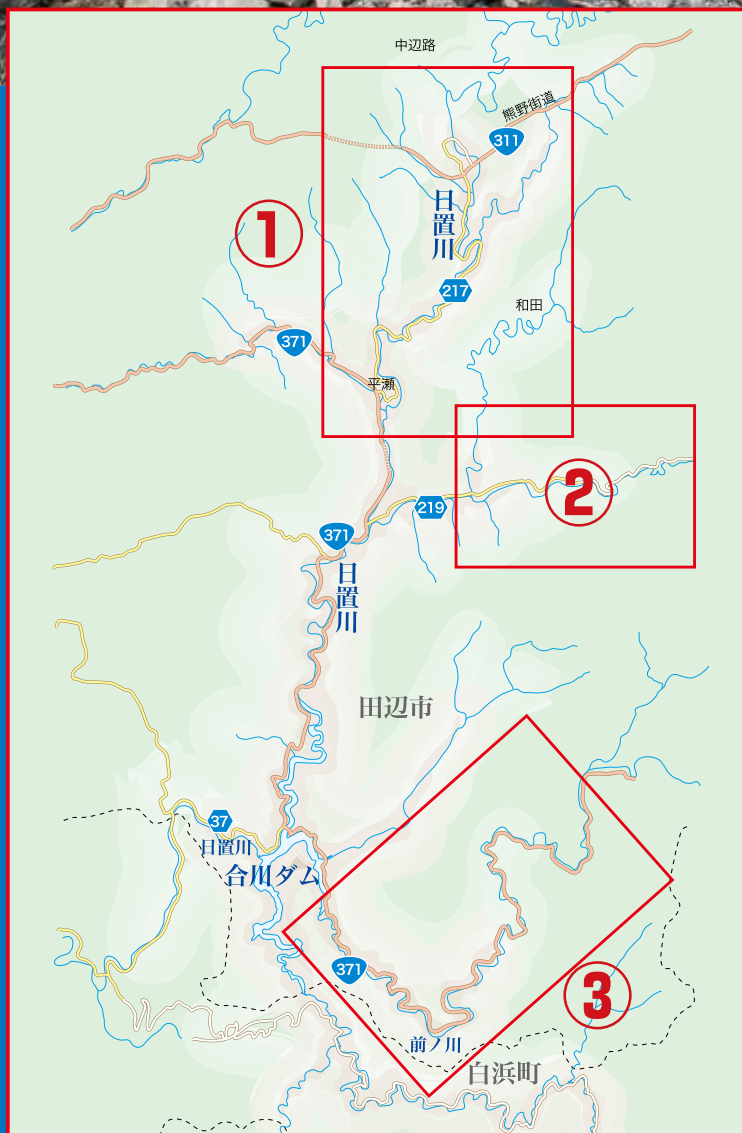 中辺路
熊野街道
311
日置川
①
217
和田
371
平瀬
②
219
371
日置川
田辺市
37
日置川
合川ダム
371
③
前ノ川
白浜町